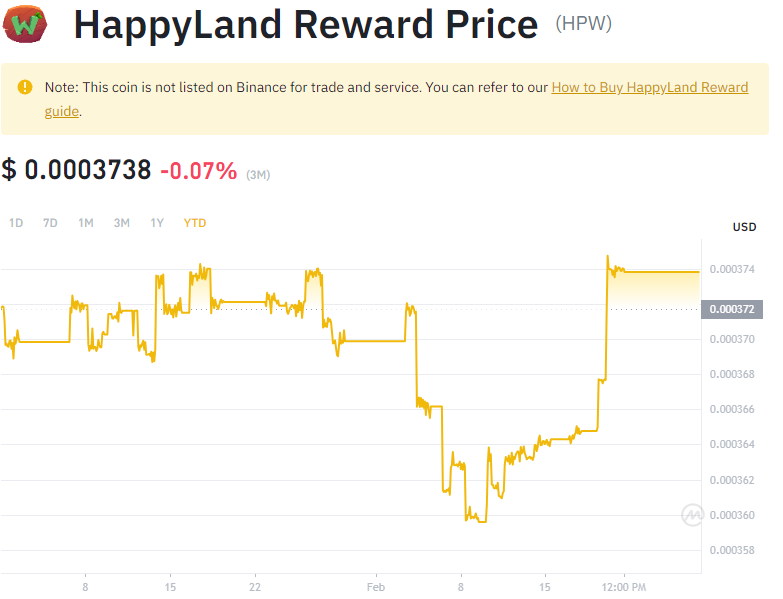 HappyLand Reward Price (HPW)
Note: This coin is not listed on Binance for trade and service. You can refer to our How to Buy HappyLand Reward
guide.
$ 0.0003738 -0.07% (3M)
1D 7D 1M 3M 1Y YTD
USD
0.000374
0.000372
0.000370
0.000368
0.000366
0.000364
0.000362
0.000360
0.000358
8 15 22 Feb 8 15 12:00 PM